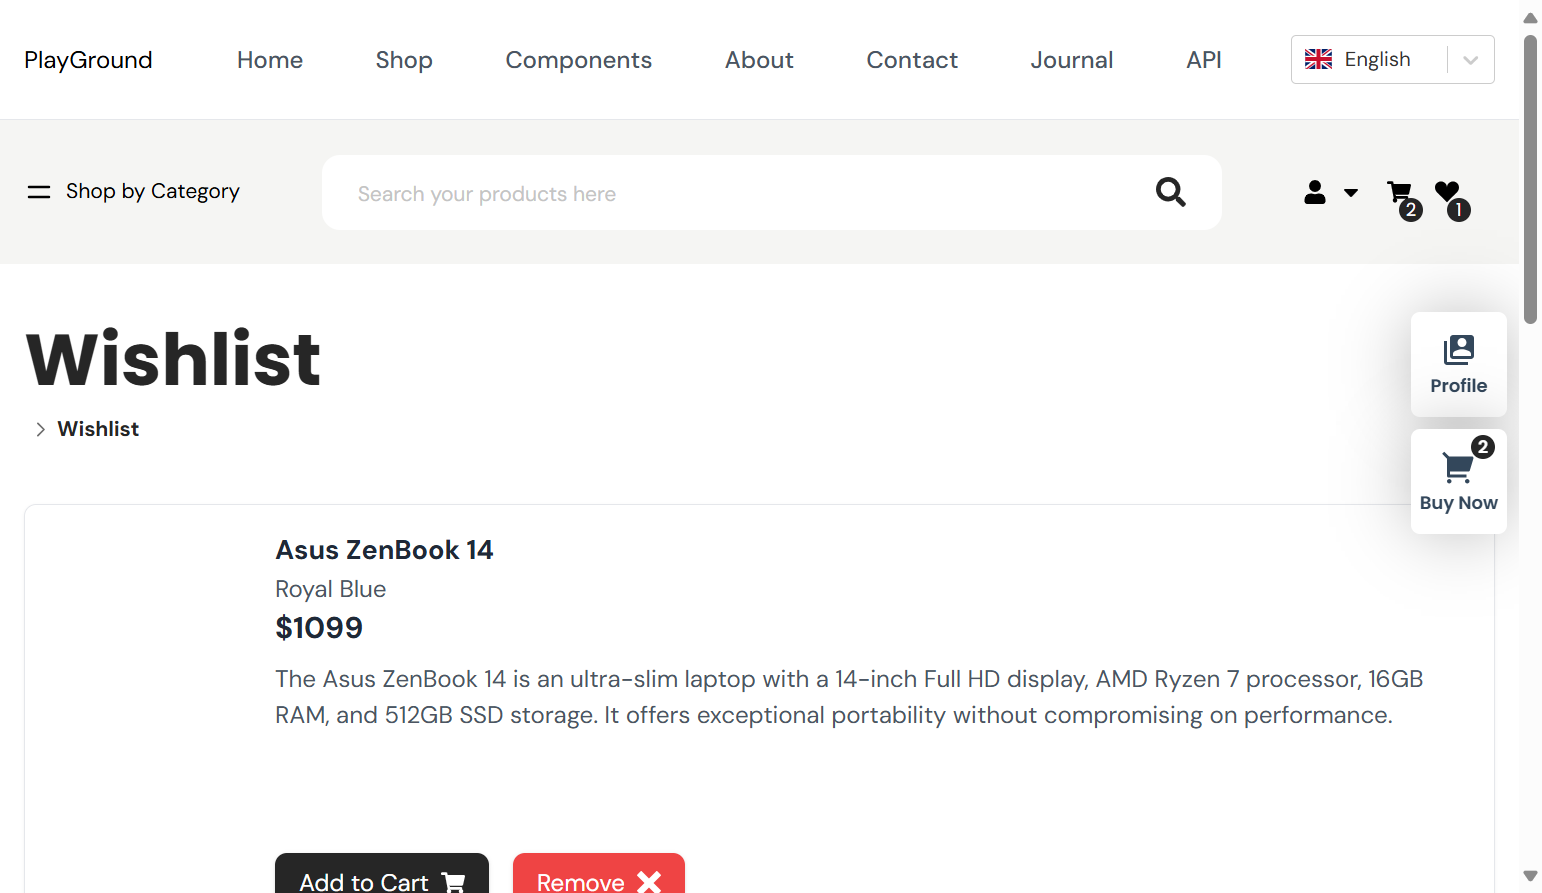 PlayGround Home Shop Components About Contact Journal API English
Shop by Category Search your products here 2 1
Wishlist
Profile
Wishlist
2
Buy Now
Asus ZenBook 14
Royal Blue
$1099
The Asus ZenBook 14 is an ultra-slim laptop with a 14-inch Full HD display, AMD Ryzen 7 processor, 16GB
RAM, and 512GB SSD storage. It offers exceptional portability without compromising on performance.
Add to Cart Remove